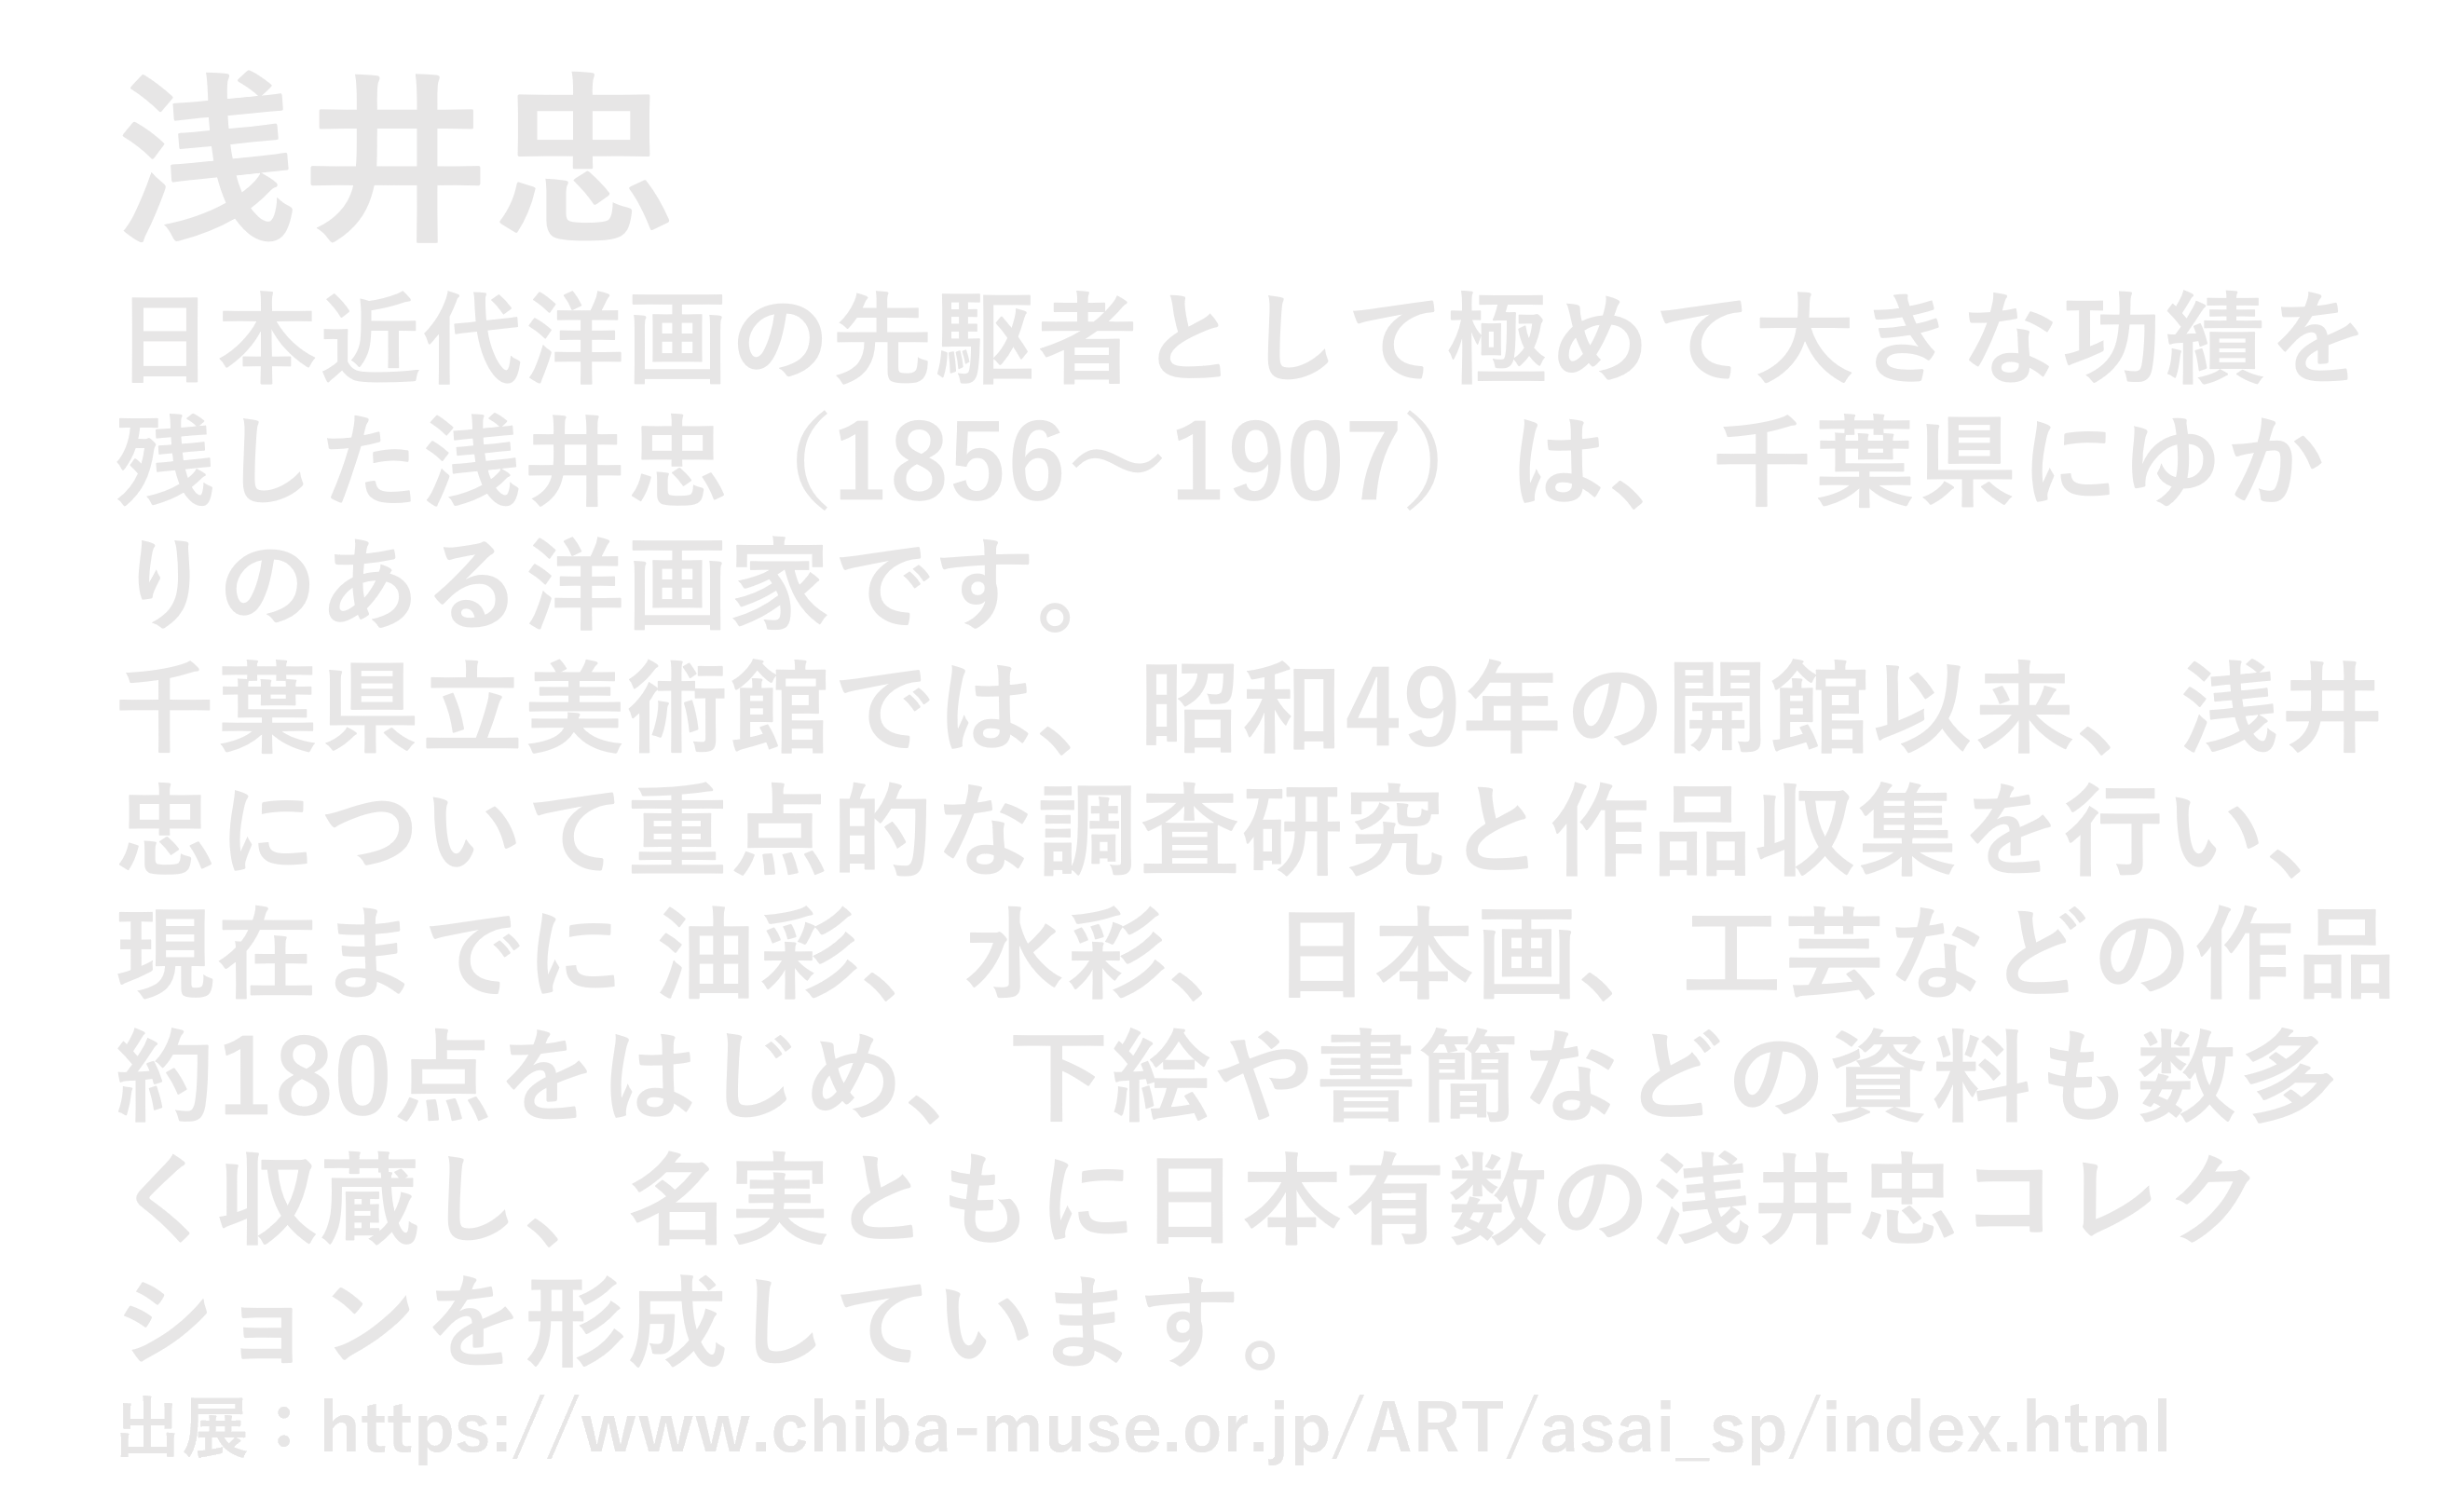 浅井忠
日本近代洋画の先駆者として極めて大きな功績を
残した浅井忠（1856〜1907）は、千葉県にゆか
りのある洋画家です。
千葉県立美術館では、昭和49年の開館以来、浅井
忠について重点的な調査研究と作品収集を行い、
現在までに油彩、水彩、日本画、工芸などの作品
約180点をはじめ、下絵や書簡などの資料も数多
く収蔵し、名実ともに日本有数の浅井忠コレク
ションを形成しています。
出展：https://www.chiba-muse.or.jp/ART/asai_sp/index.html